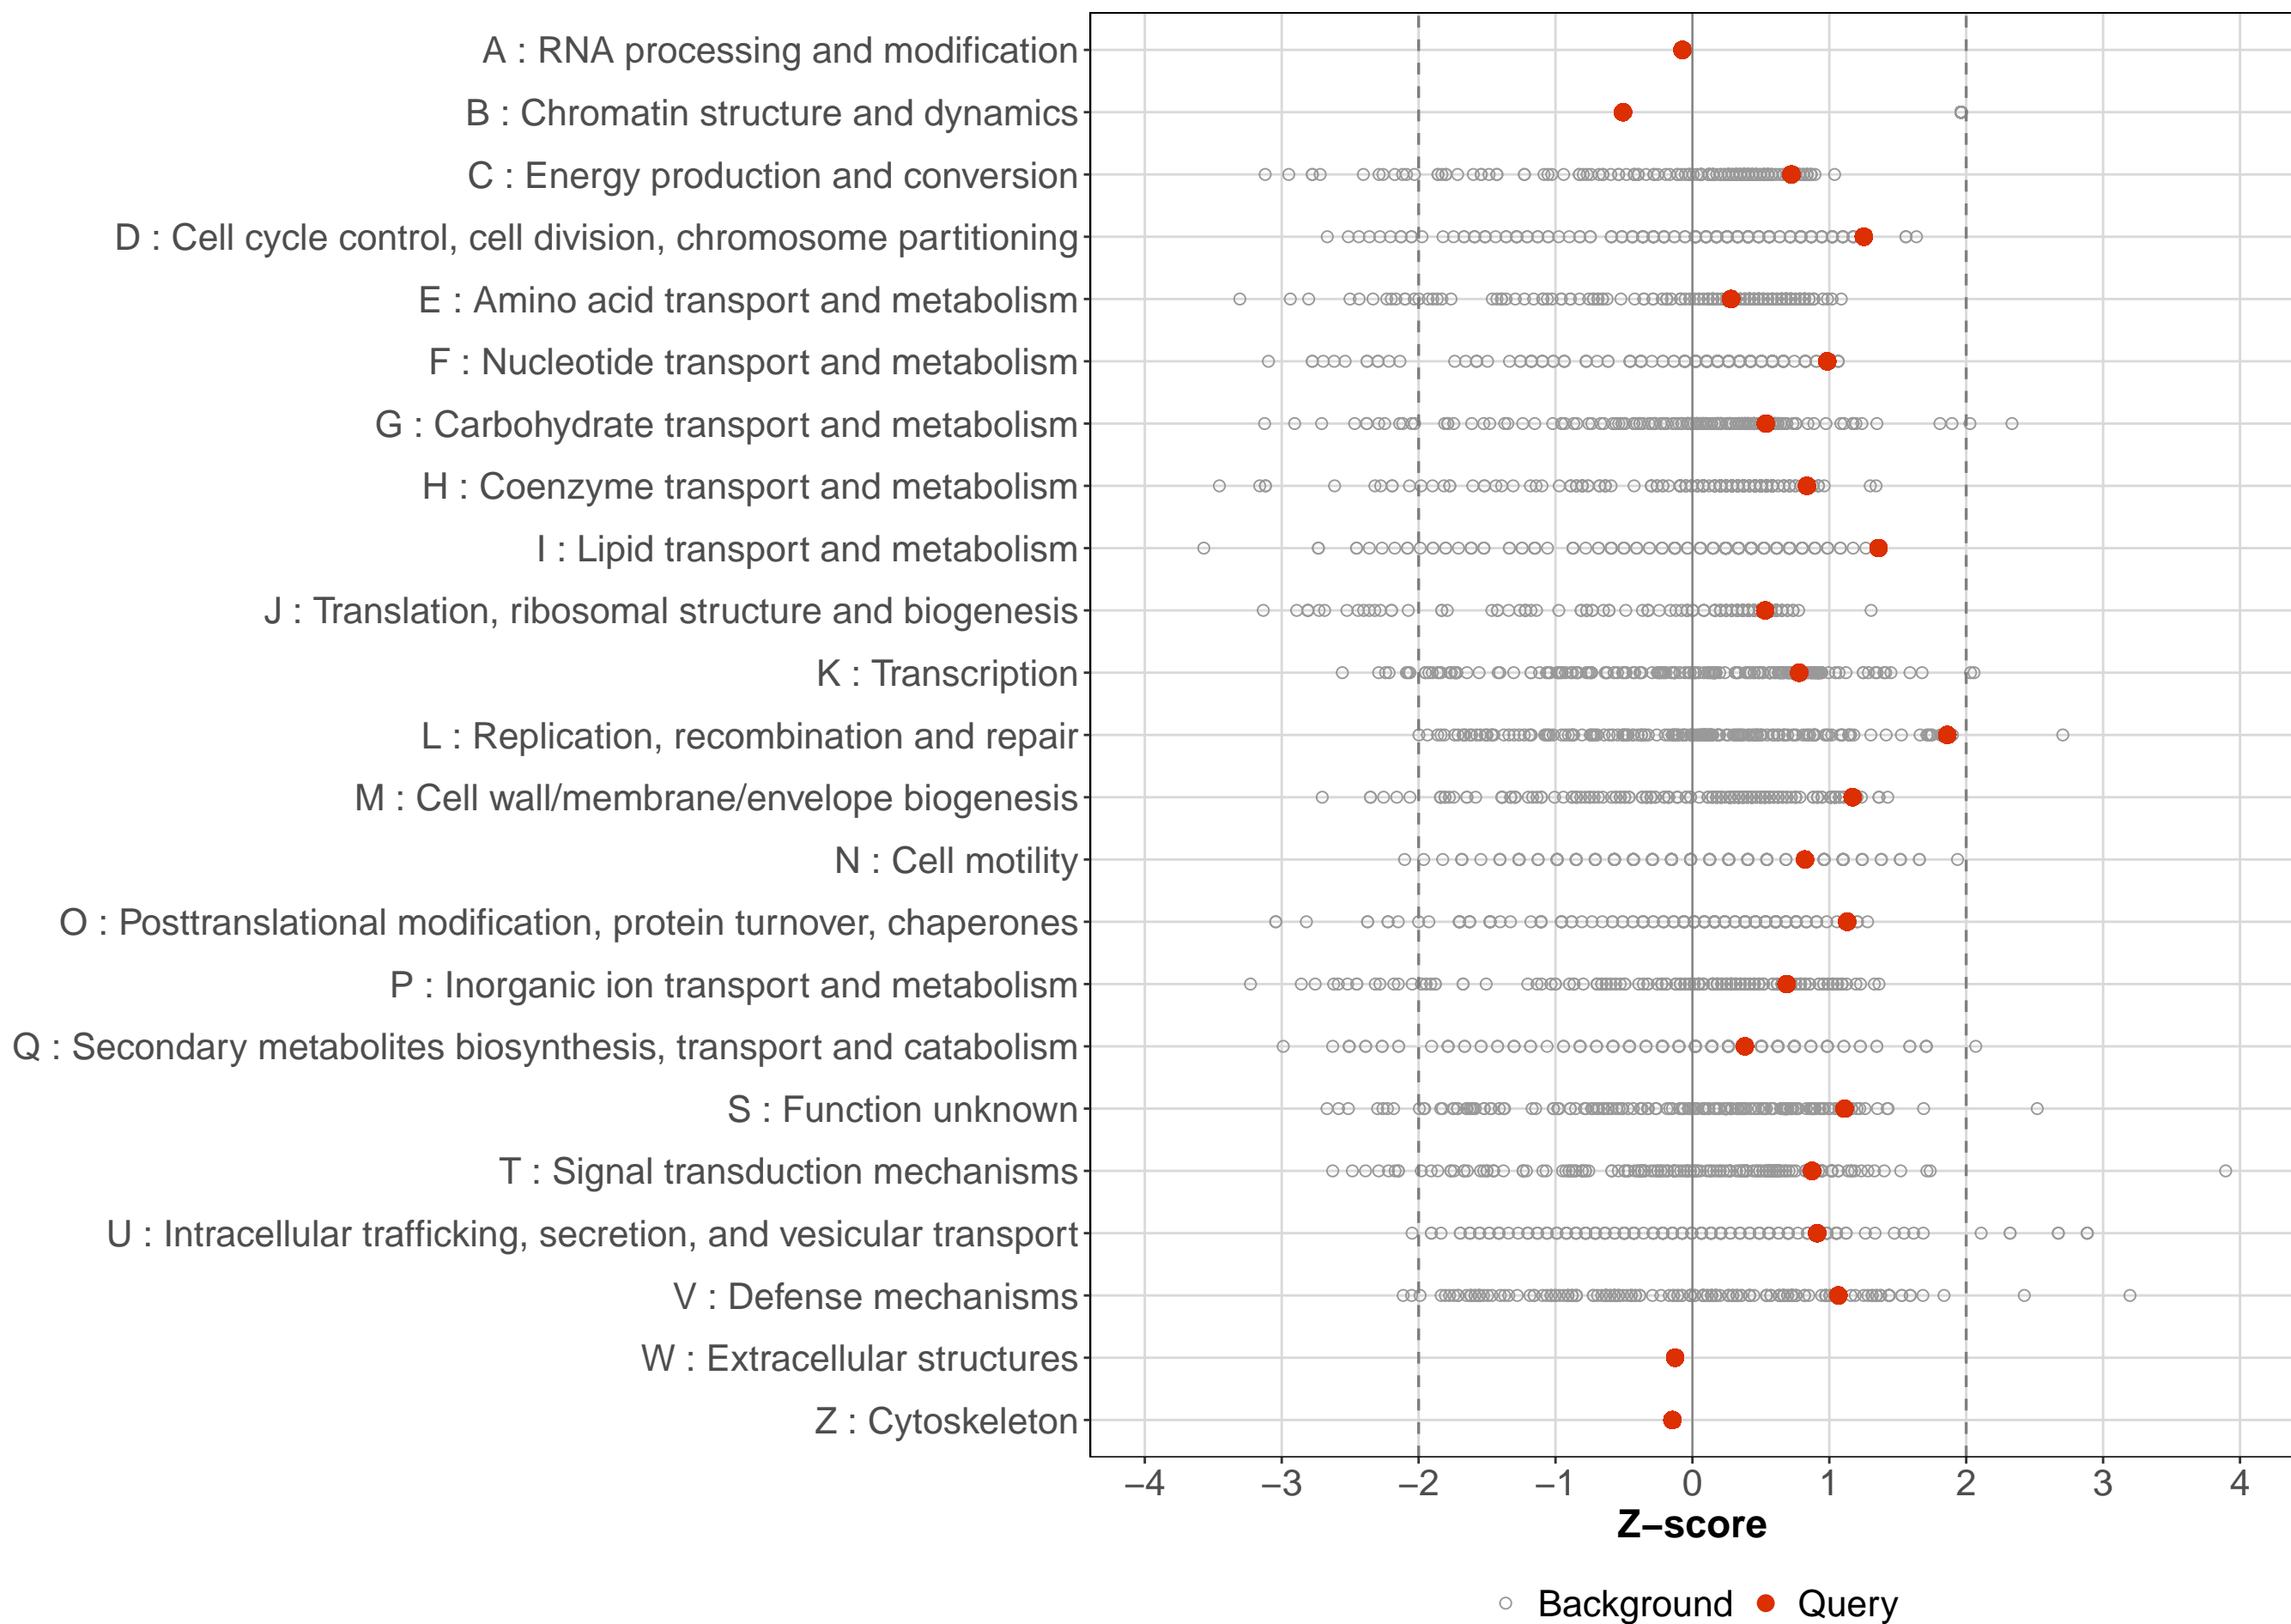 A : RNA processing and modification
B : Chromatin structure and dynamics
C : Energy production and conversion
D : Cell cycle control, cell division, chromosome partitioning
E : Amino acid transport and metabolism
F : Nucleotide transport and metabolism
G : Carbohydrate transport and metabolism
H : Coenzyme transport and metabolism
I : Lipid transport and metabolism
J : Translation, ribosomal structure and biogenesis
K : Transcription
L : Replication, recombination and repair
M : Cell wall/membrane/envelope biogenesis
N : Cell motility
O : Posttranslational modification, protein turnover, chaperones
P : Inorganic ion transport and metabolism
Q : Secondary metabolites biosynthesis, transport and catabolism
S : Function unknown
T : Signal transduction mechanisms
U : Intracellular trafficking, secretion, and vesicular transport
V : Defense mechanisms
W : Extracellular structures
Z : Cytoskeleton
−4 −3 −2 −1 0 1 2 3 4
Z−score
Background Query